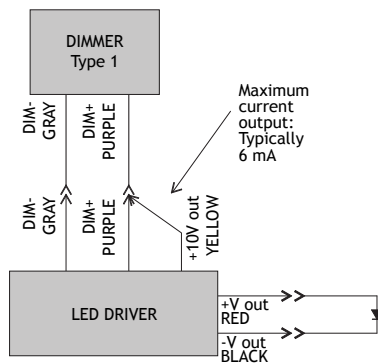 DIMMER
Type 1
DIM-
GRAY
DIM+
PURPLE
Maximum
current
output:
Typically
6 mA
DIM-
GRAY
DIM+
PURPLE
+10V out
YELLOW
LED DRIVER
+V out
RED
-V out
BLACK